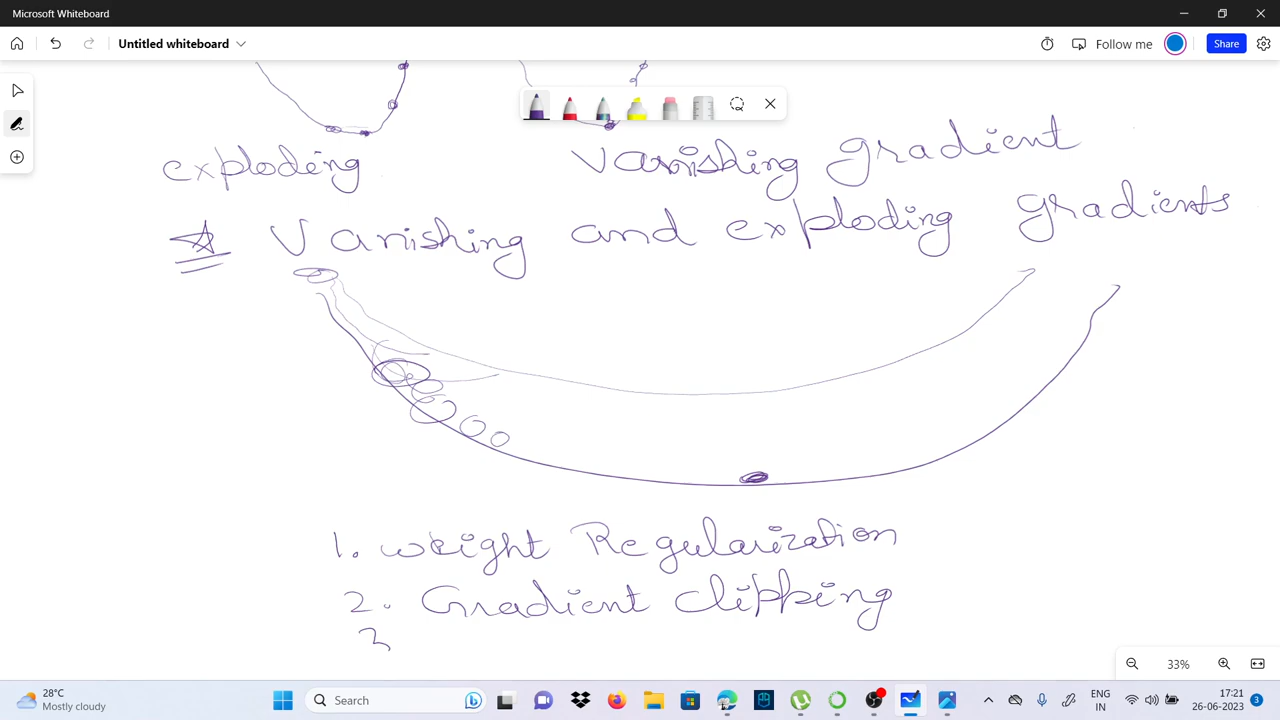 Microsoft Whiteboard
Untitled whiteboard
Follow me
Share
exploding
Vanishing gradient
Vanishing and exploding gradients
1. Weight Regularization
2. Gradient Clipping
3
33%
28°C
Mostly cloudy
Search
ENG
IN
17:21
26-06-2023
3